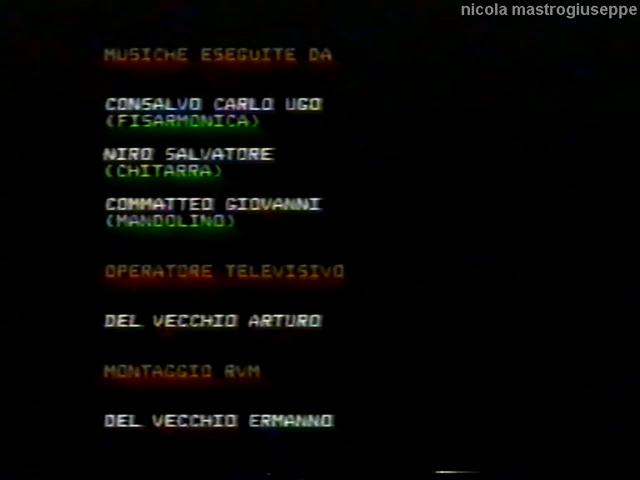 nicola mastrogiuseppe
MUSICHE ESEGUITE DA
CONSALVO CARLO UGO
(FISARMONICA)
NIRO SALVATORE
(CHITARRA)
COMMATTEO GIOVANNI
(MANDOLINO)
OPERATORE TELEVISIVO
DEL VECCHIO ARTURO
MONTAGGIO RVM
DEL VECCHIO ERMANNO